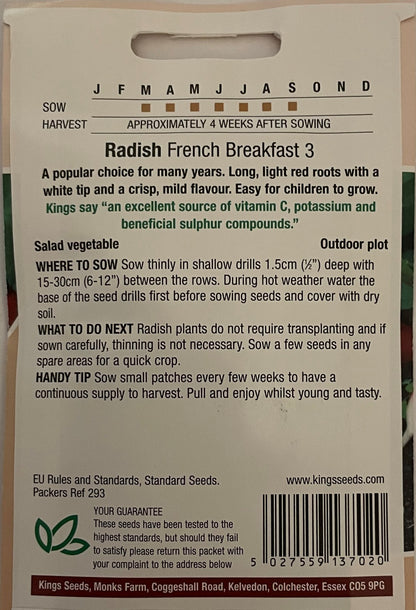 J F M A M J J A S O N D
SOW
HARVEST APPROXIMATELY 4 WEEKS AFTER SOWING
Radish French Breakfast 3
A popular choice for many years. Long, light red roots with a
white tip and a crisp, mild flavour. Easy for children to grow.
Kings say “an excellent source of vitamin C, potassium and
beneficial sulphur compounds.”
Salad vegetable Outdoor plot
WHERE TO SOW Sow thinly in shallow drills 1.5cm (½”) deep with
15-30cm (6-12”) between the rows. During hot weather water the
base of the seed drills first before sowing seeds and cover with dry
soil.
WHAT TO DO NEXT Radish plants do not require transplanting and if
sown carefully, thinning is not necessary. Sow a few seeds in any
spare areas for a quick crop.
HANDY TIP Sow small patches every few weeks to have a
continuous supply to harvest. Pull and enjoy whilst young and tasty.
EU Rules and Standards, Standard Seeds. www.kingsseeds.com
Packers Ref 293
YOUR GUARANTEE
These seeds have been tested to the
highest standards, but should they fail
to satisfy please return this packet with
your complaint to the address below
5 027559 137020
Kings Seeds, Monks Farm, Coggeshall Road, Kelvedon, Colchester, Essex CO5 9PG